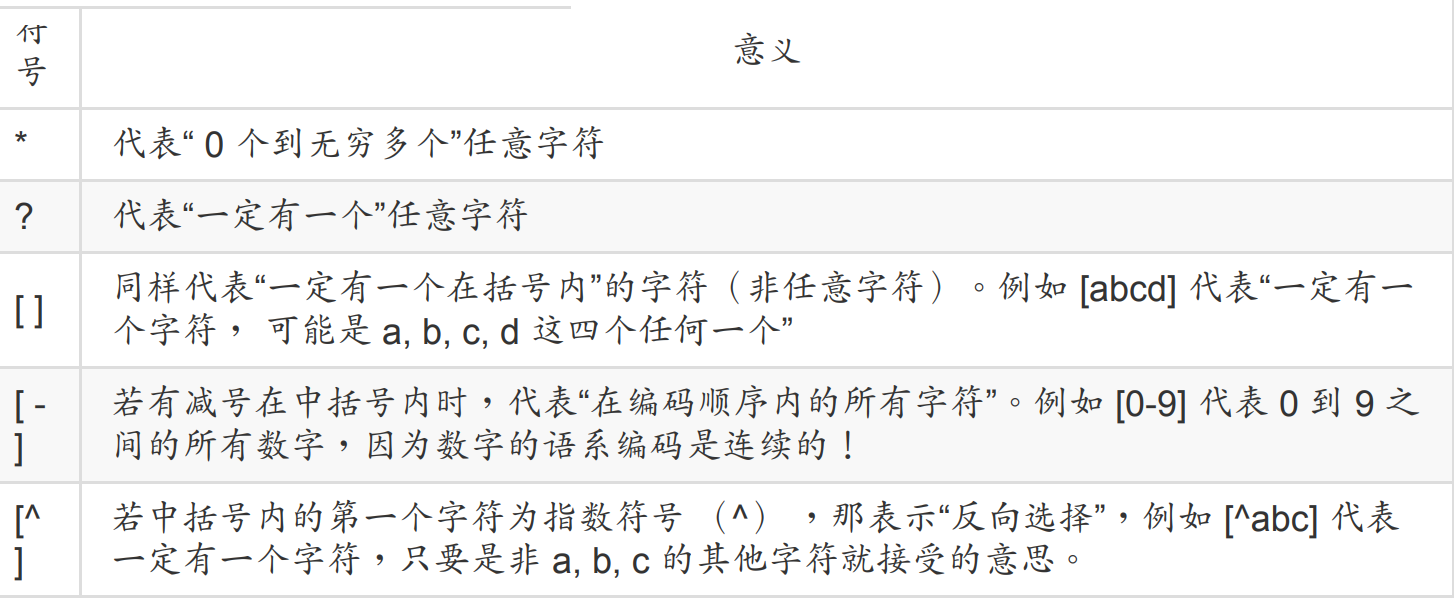 符
号
意义
*
代表“ 0 个到无穷多个”任意字符
?
代表“一定有一个”任意字符
[ ]
同样代表“一定有一个在括号内”的字符（非任意字符）。例如 [abcd] 代表“一定有一
个字符， 可能是 a, b, c, d 这四个任何一个”
[ -
]
若有减号在中括号内时，代表“在编码顺序内的所有字符”。例如 [0-9] 代表 0 到 9 之
间的所有数字，因为数字的语系编码是连续的！
[^
]
若中括号内的第一个字符为指数符号 （^） ，那表示“反向选择”，例如 [^abc] 代表
一定有一个字符，只要是非 a, b, c 的其他字符就接受的意思。